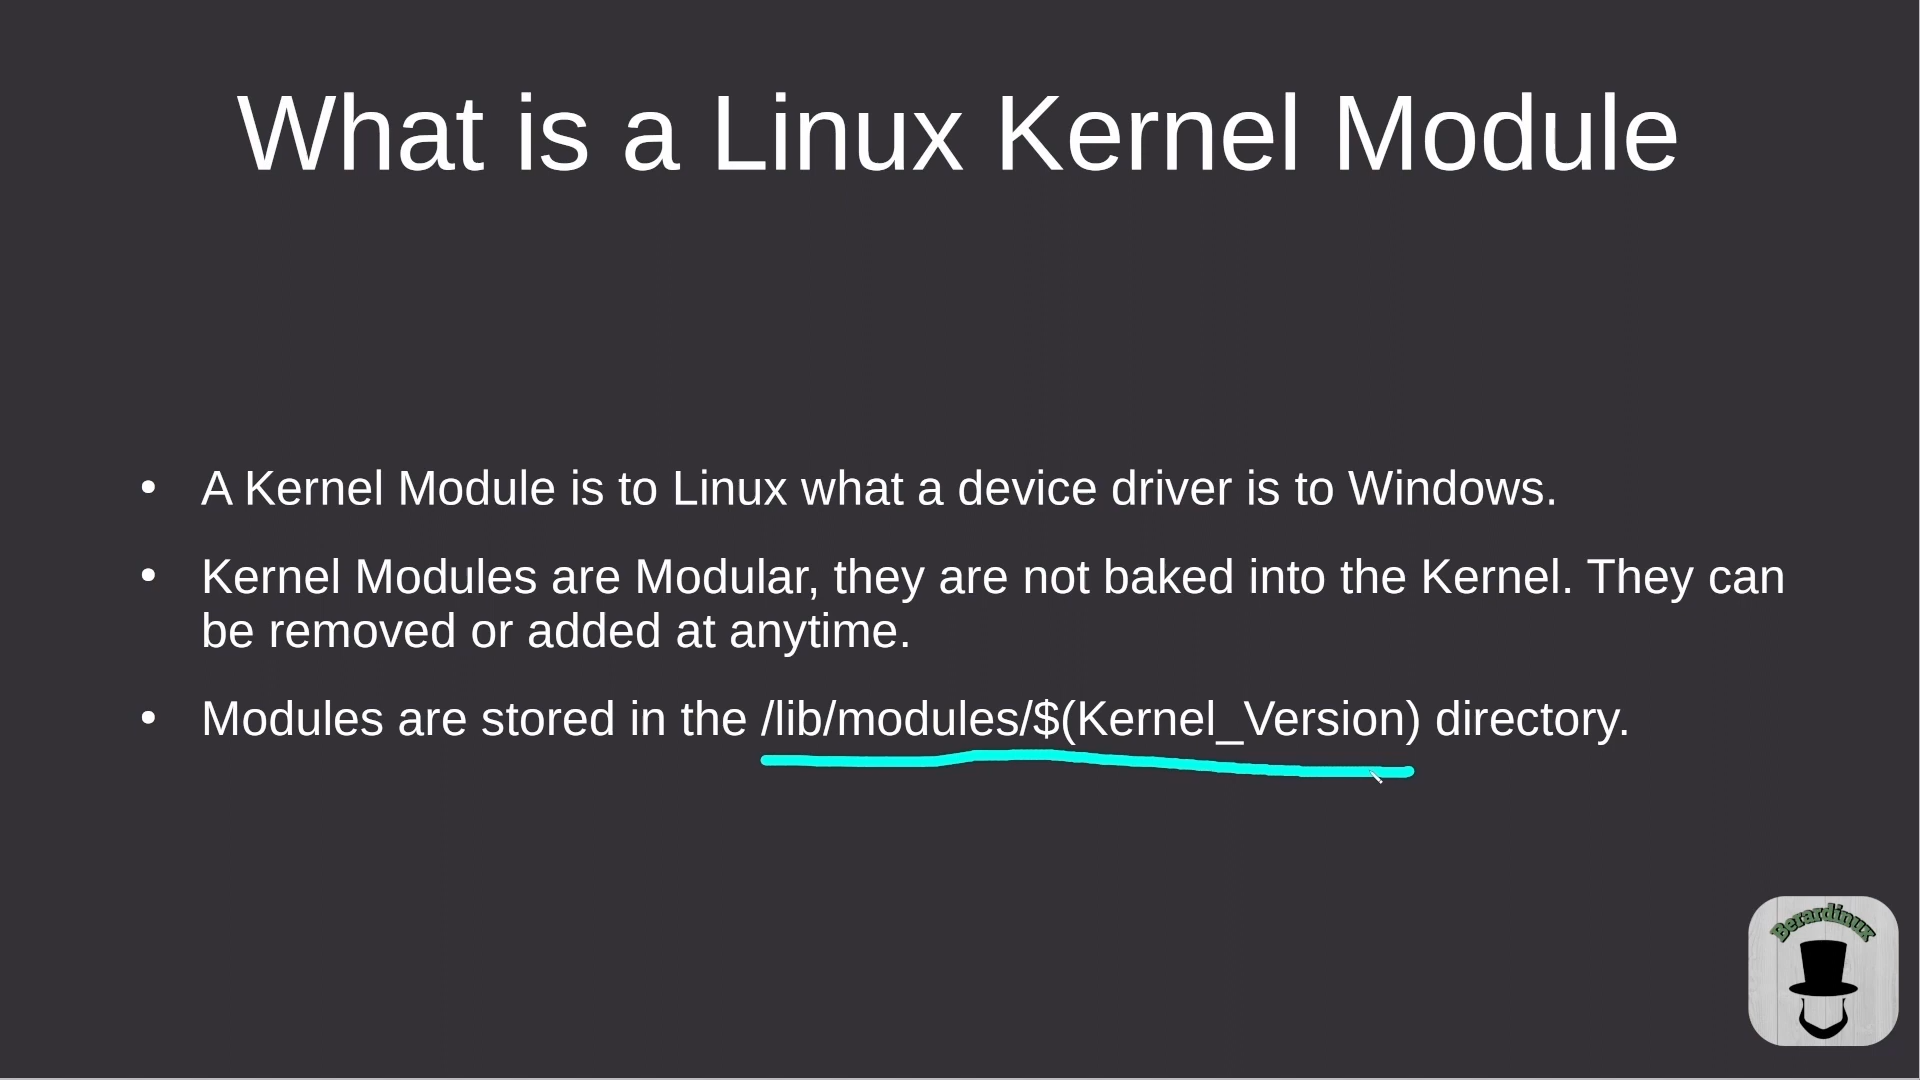 What is a Linux Kernel Module
• A Kernel Module is to Linux what a device driver is to Windows.
• Kernel Modules are Modular, they are not baked into the Kernel. They can
be removed or added at anytime.
• Modules are stored in the /lib/modules/$(Kernel_Version) directory.
Berardinux